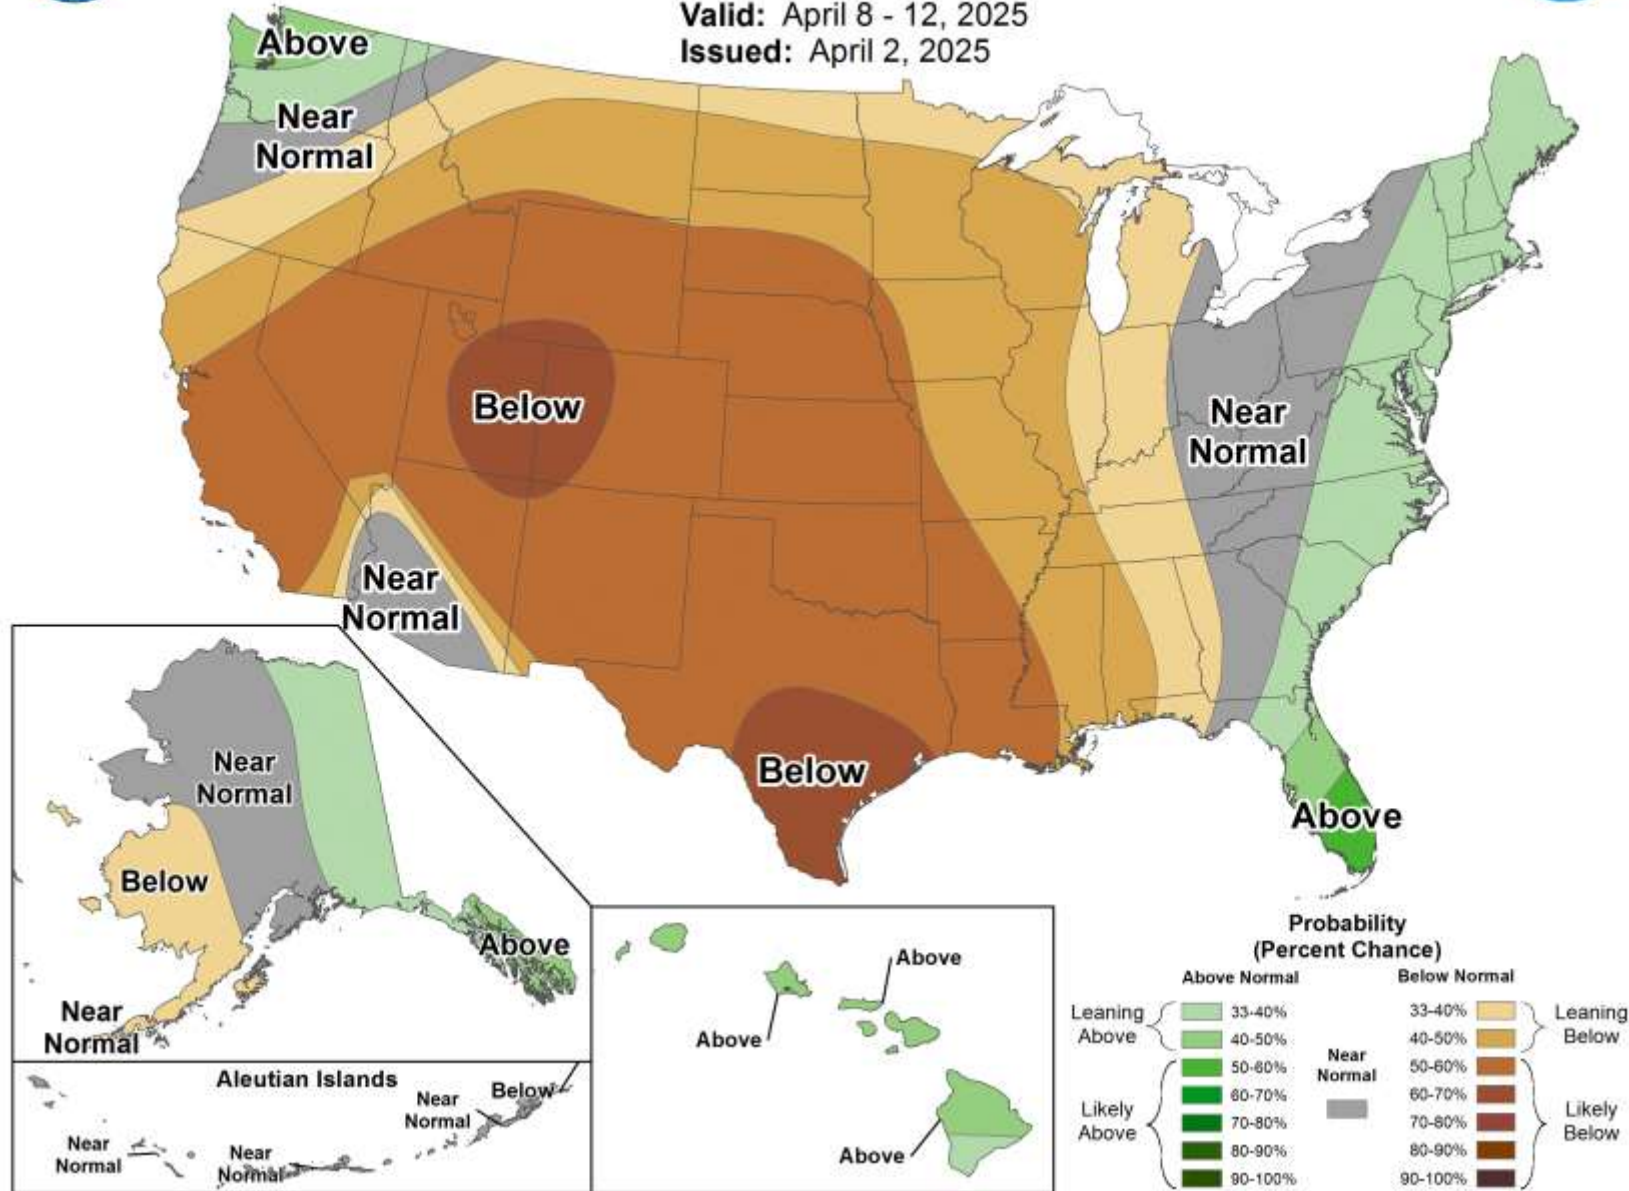 Valid: April 8 - 12, 2025
Issued: April 2, 2025
Above
Near
Normal
Below
Near
Normal
Near
Normal
Below
Above
Near
Normal
Below
Above
Near
Normal
Aleutian Islands
Below
Near
Normal
Near
Normal
Near
Normal
Above
Above
Above
Probability
(Percent Chance)
Above Normal
Below Normal
Leaning
Above
33-40%
40-50%
Likely
Above
50-60%
60-70%
70-80%
80-90%
90-100%
Near
Normal
33-40%
40-50%
Leaning
Below
50-60%
60-70%
70-80%
80-90%
90-100%
Likely
Below